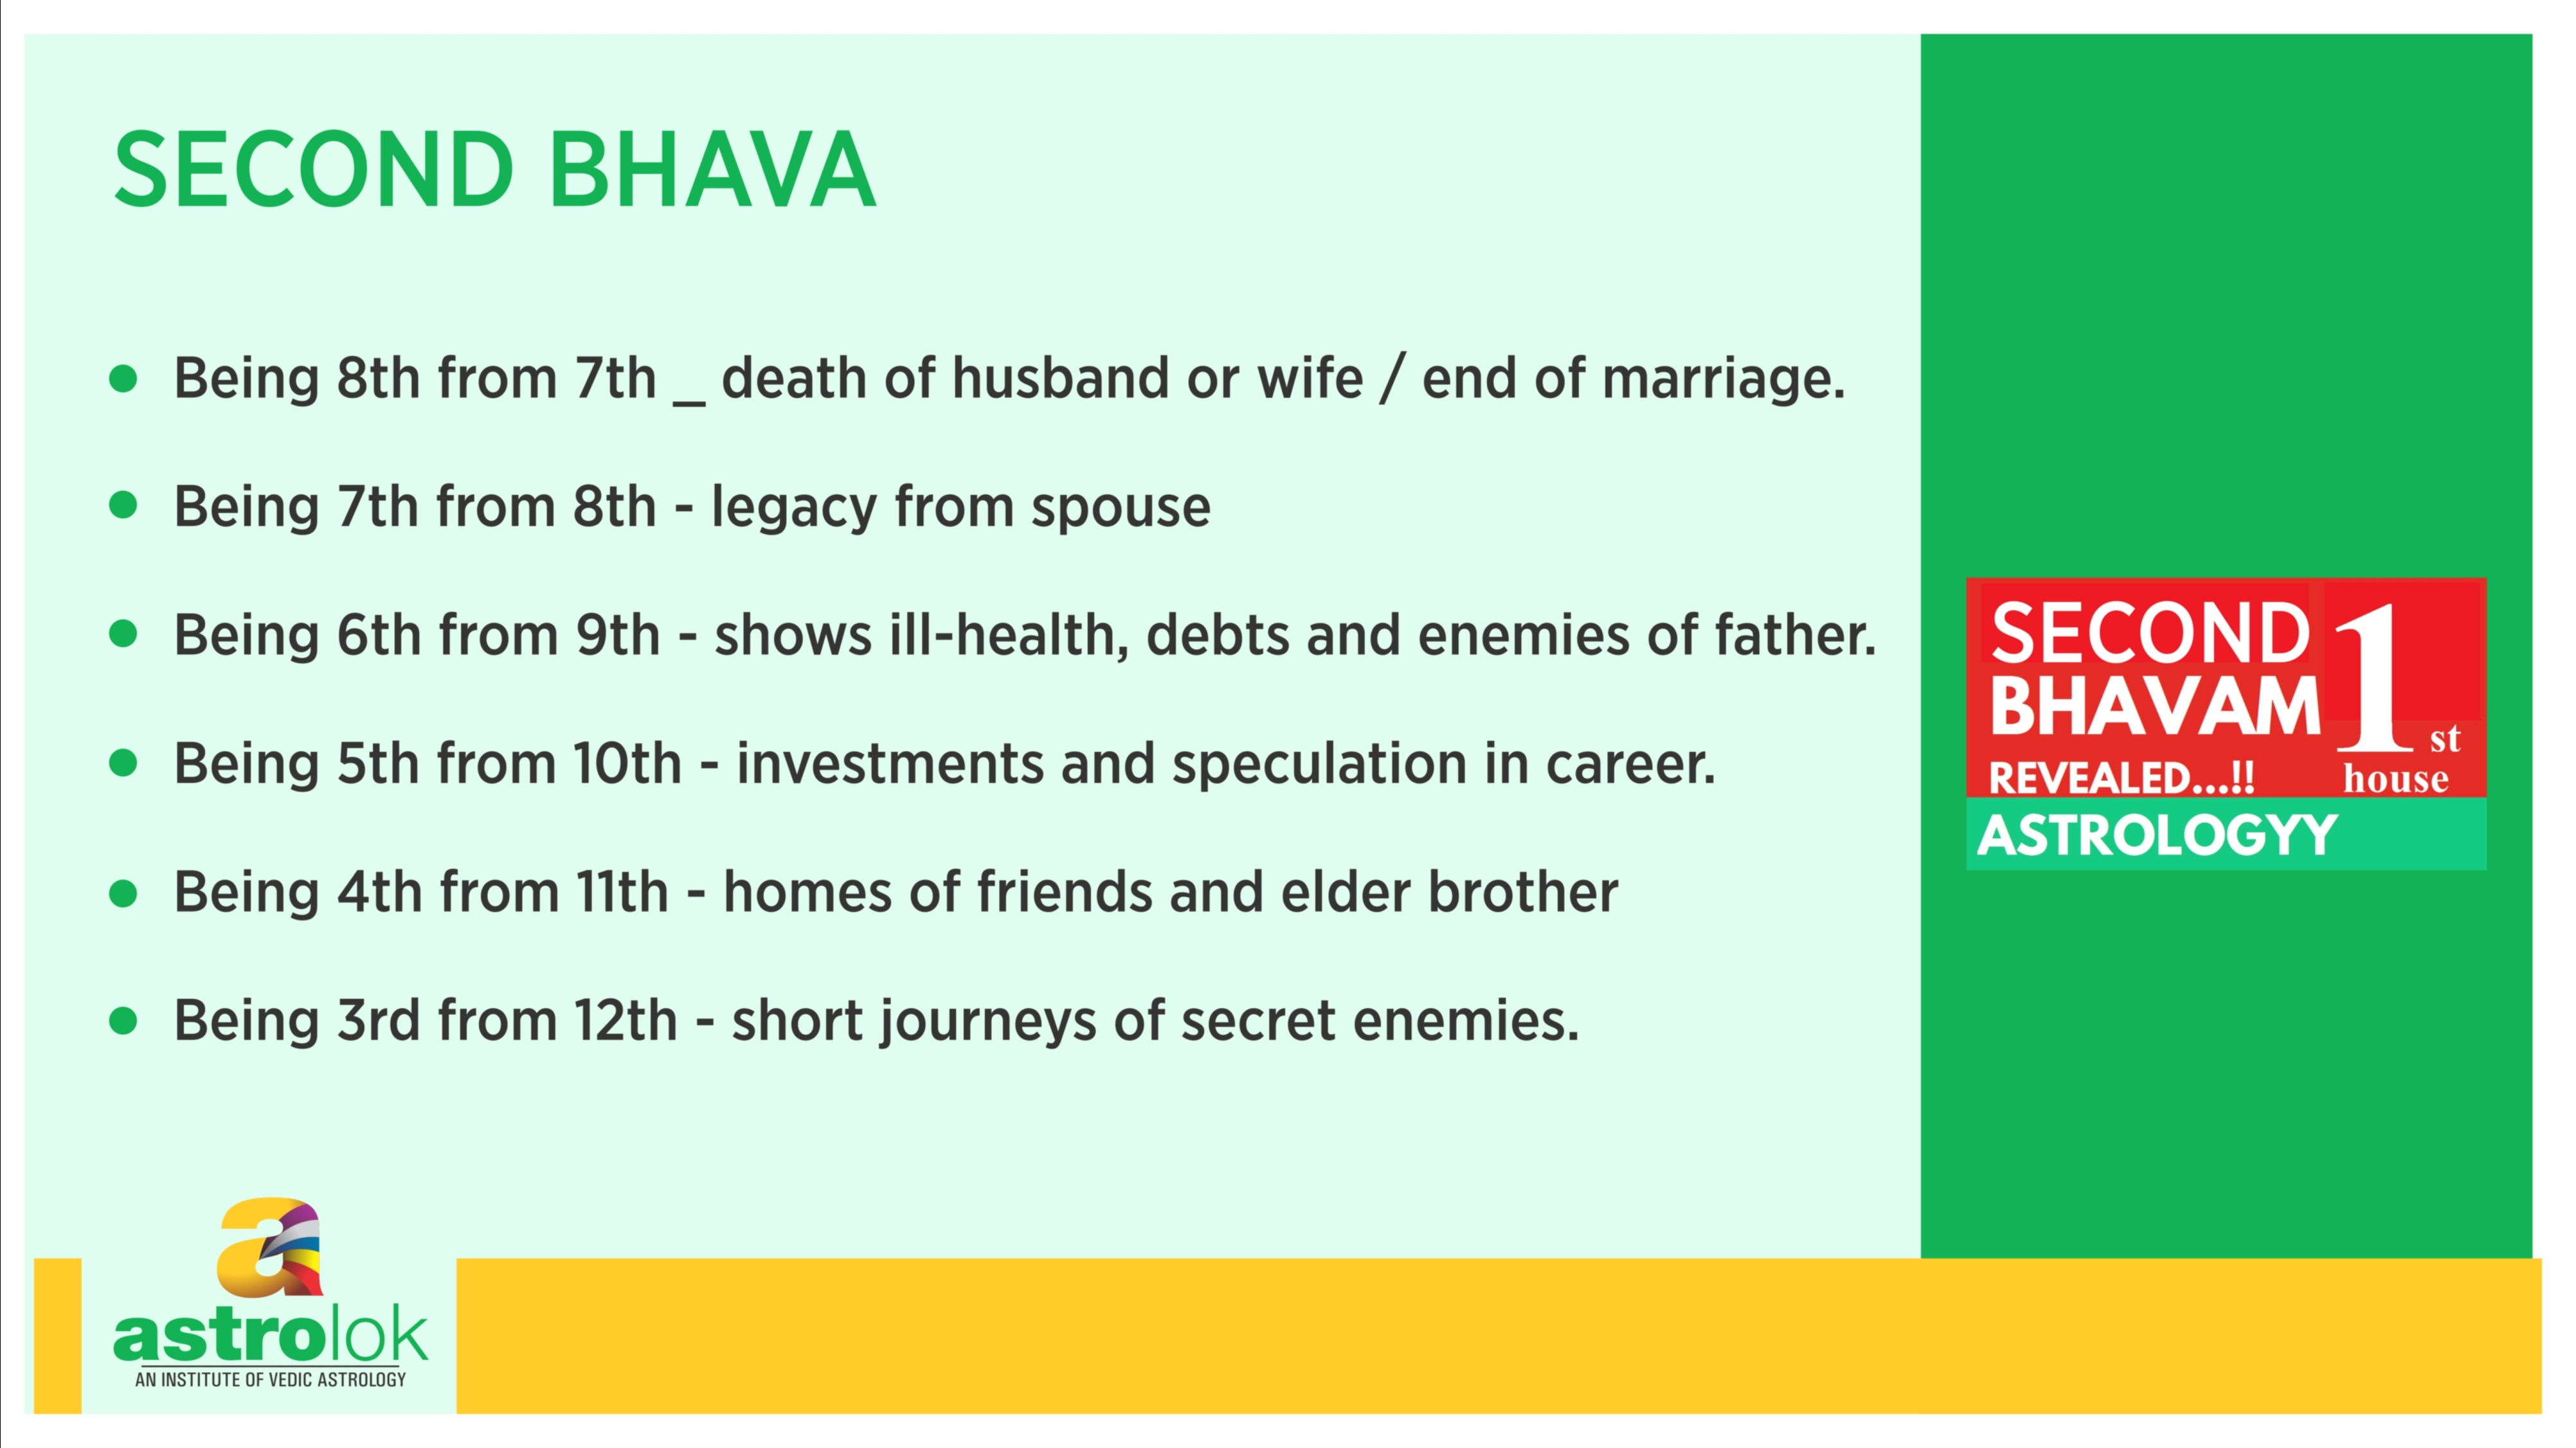 SECOND BHAVA
Being 8th from 7th _ death of husband or wife / end of marriage.
Being 7th from 8th - legacy from spouse
Being 6th from 9th - shows ill-health, debts and enemies of father.
Being 5th from 10th - investments and speculation in career.
Being 4th from 11th - homes of friends and elder brother
Being 3rd from 12th - short journeys of secret enemies.
SECOND
BHAVAM
REVEALED...!!
1 st
house
ASTROLOGYY
a
astrolok
AN INSTITUTE OF VEDIC ASTROLOGY